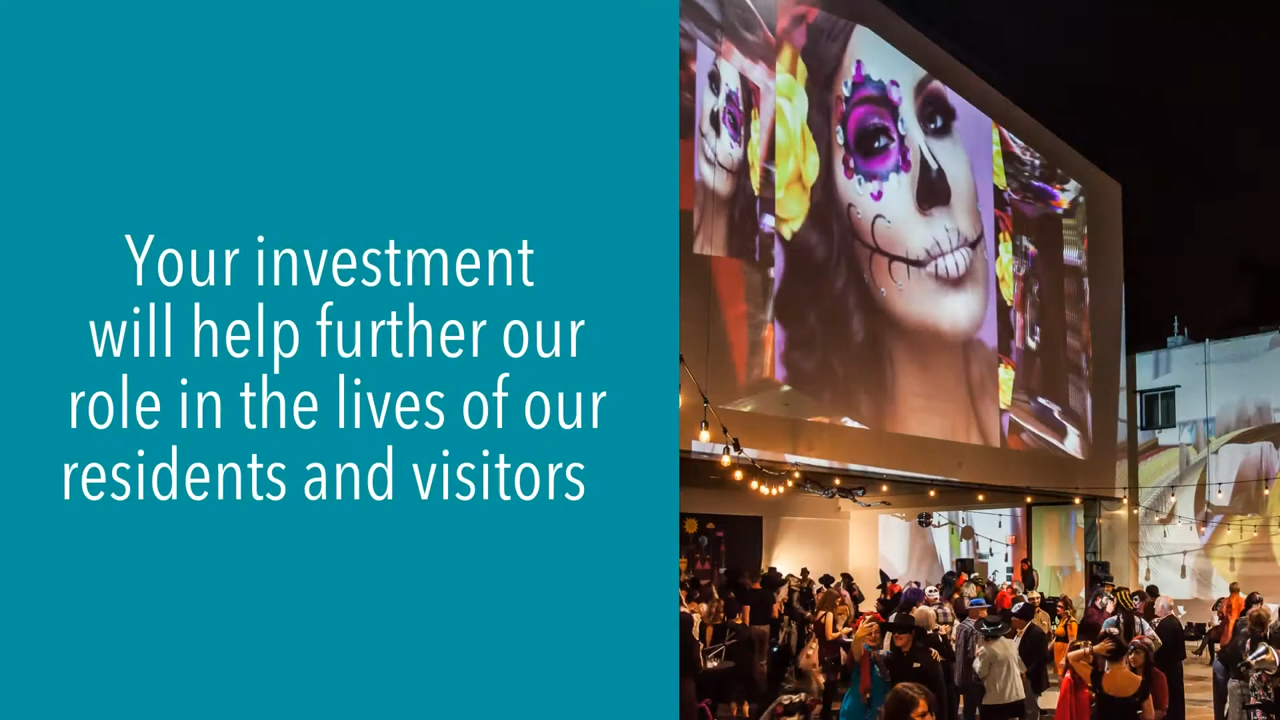 Your investment
will help further our
role in the lives of our
residents and visitors